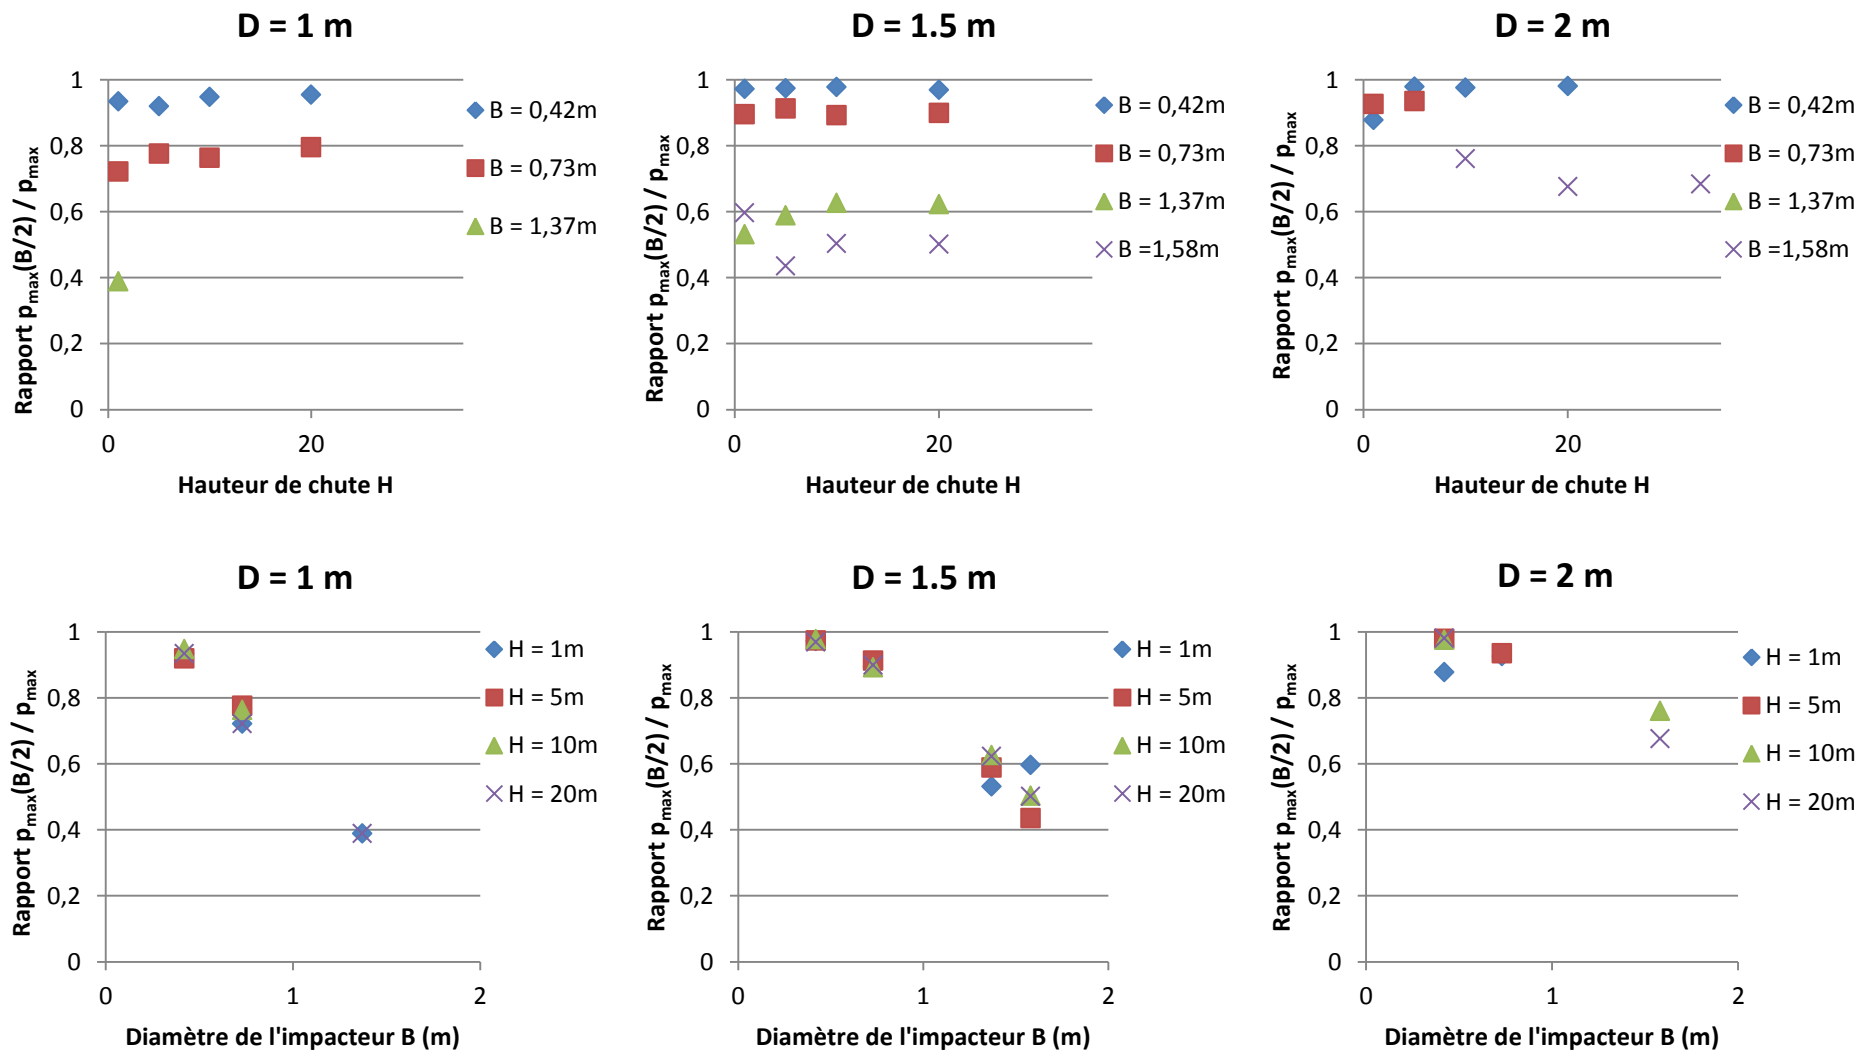 D = 1 m
1
0,8
0,6
0,4
0,2
0
0
20
Rapport pmax(B/2) / pmax
Hauteur de chute H
B = 0,42m
B = 0,73m
B = 1,37m
D = 1.5 m
1
0,8
0,6
0,4
0,2
0
0
20
Rapport pmax(B/2) / pmax
Hauteur de chute H
B = 0,42m
B = 0,73m
B = 1,37m
B =1,58m
D = 2 m
1
0,8
0,6
0,4
0,2
0
0
20
Rapport pmax(B/2) / pmax
Hauteur de chute H
B = 0,42m
B = 0,73m
B = 1,37m
B =1,58m
D = 1 m
1
0,8
0,6
0,4
0,2
0
0
1
2
Rapport pmax(B/2) / pmax
Diamètre de l'impacteur B (m)
H = 1m
H = 5m
H = 10m
H = 20m
D = 1.5 m
1
0,8
0,6
0,4
0,2
0
0
1
2
Rapport pmax(B/2) / pmax
Diamètre de l'impacteur B (m)
H = 1m
H = 5m
H = 10m
H = 20m
D = 2 m
1
0,8
0,6
0,4
0,2
0
0
1
2
Rapport pmax(B/2) / pmax
Diamètre de l'impacteur B (m)
H = 1m
H = 5m
H = 10m
H = 20m